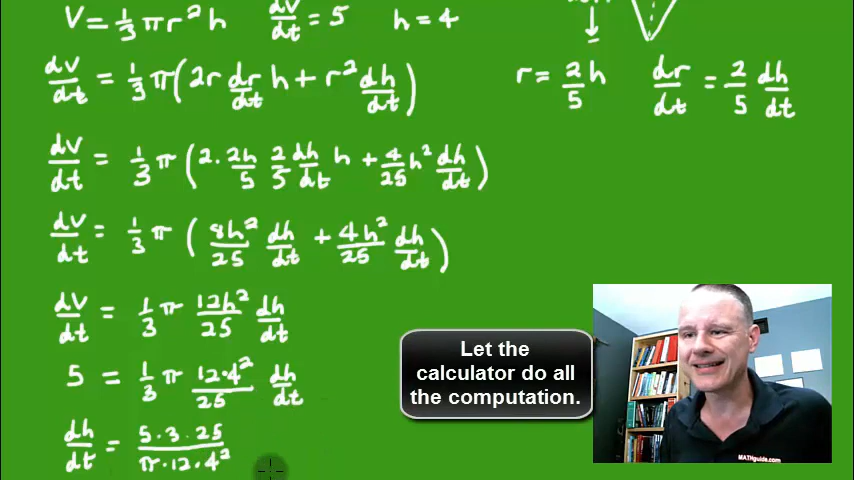 V = 1/3 πr²h   dV/dt = 5   h = 4
dV/dt = 1/3 π(2r dr/dt h + r² dh/dt)   r = 2/5 h   dr/dt = 2/5 dh/dt
dV/dt = 1/3 π (2 · 2h/5 2/5 dh/dt h + 4/25 h² dh/dt)
dV/dt = 1/3 π (8h²/25 dh/dt + 4h²/25 dh/dt)
dV/dt = 1/3 π 12h²/25 dh/dt
5 = 1/3 π 12·4²/25 dh/dt
dh/dt = 5·3·25/π·12·4²
Let the
calculator do all
the computation.
MATHguide.com